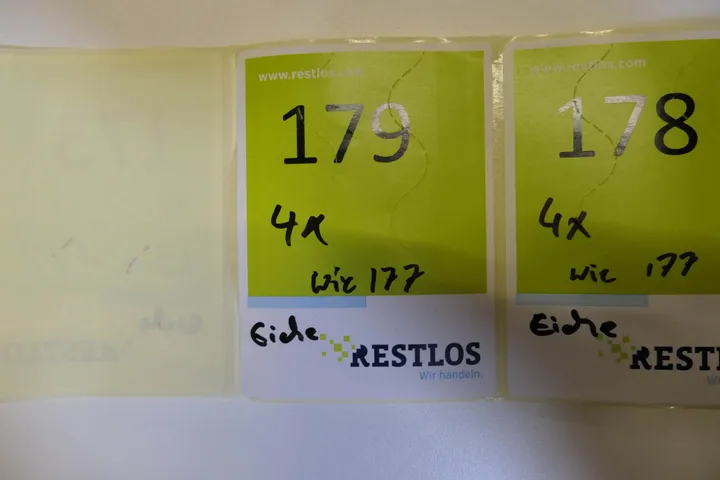 www.restlos.com
179
4x
wie 177
Eiche
RESTLOS
Wir handeln.
www.restlos.com
178
4x
wie 177
Eiche
RESTL
W